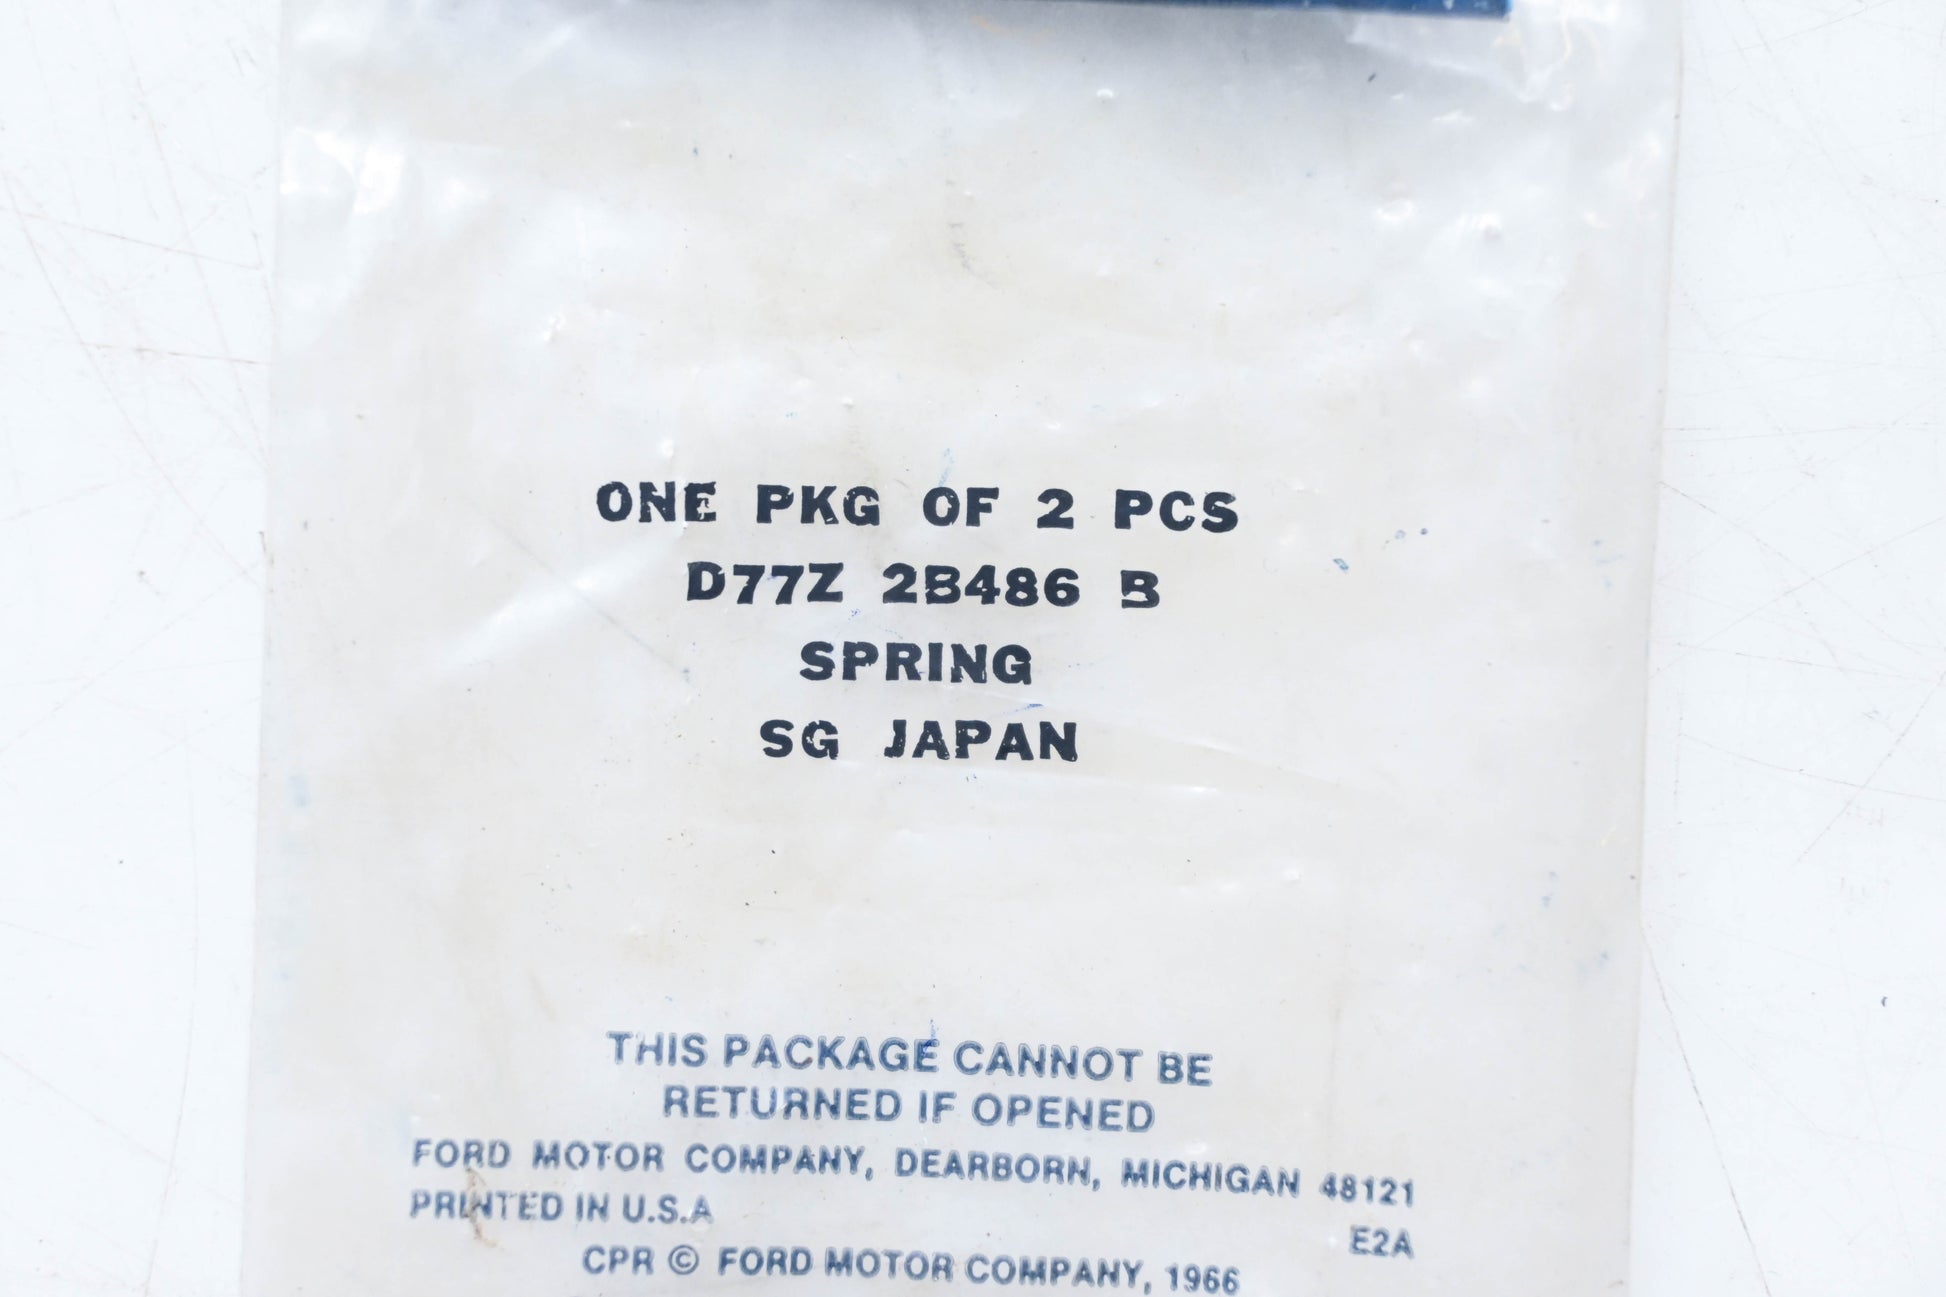 ONE PKG OF 2 PCS
D77Z 2B486 B
SPRING
SG JAPAN
THIS PACKAGE CANNOT BE
RETURNED IF OPENED
FORD MOTOR COMPANY, DEARBORN, MICHIGAN 48121
PRINTED IN U.S.A
E2A
CPR © FORD MOTOR COMPANY, 1966